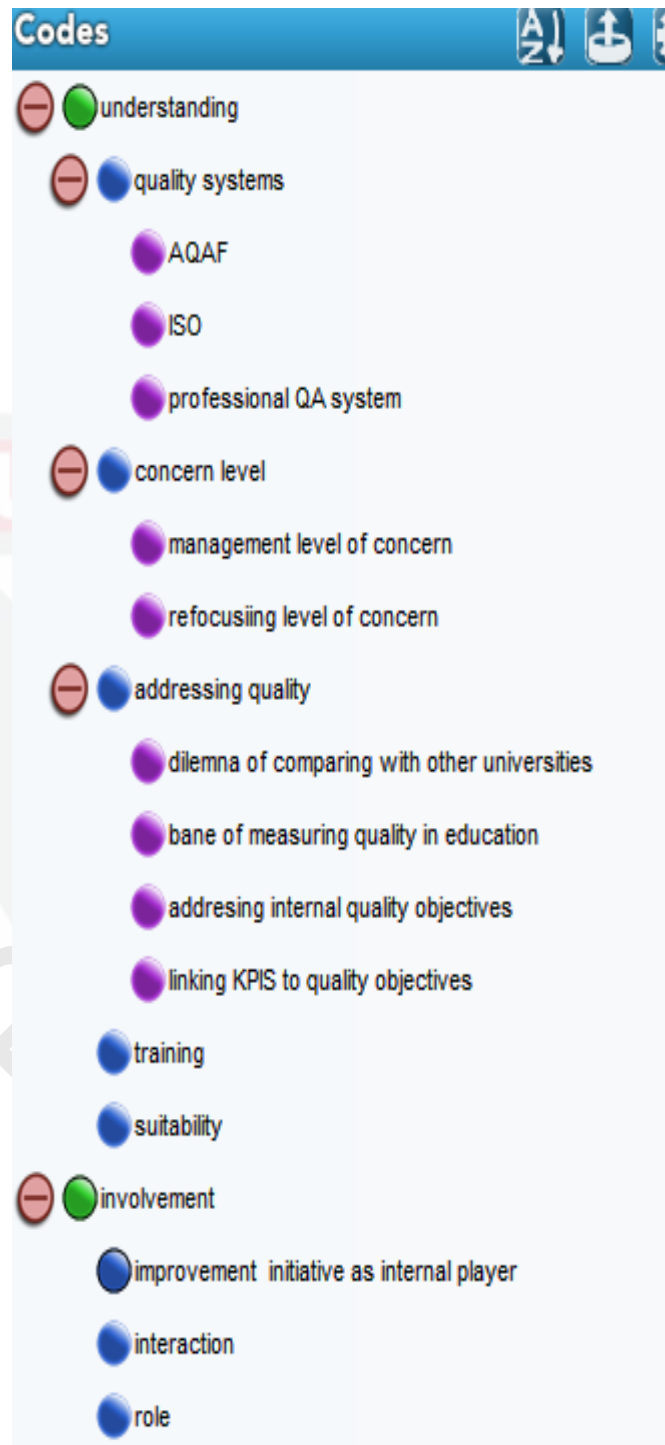 Codes
understanding
quality systems
AQAF
ISO
professional QA system
concern level
management level of concern
refocusiing level of concern
addressing quality
dilemna of comparing with other universities
bane of measuring quality in education
addresing internal quality objectives
linking KPIS to quality objectives
training
suitability
involvement
improvement initiative as internal player
interaction
role